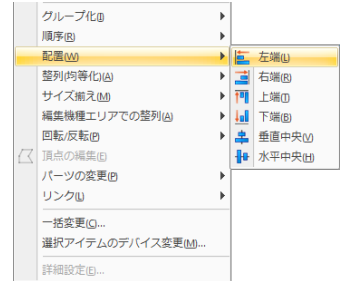 グループ化(I)
順序(R)
配置(W)
整列(均等化)(A)
サイズ揃え(M)
編集機種エリアでの整列(A)
回転/反転(P)
頂点の編集(E)
パーツの変更(P)
リンク(L)
一括変更(C)...
選択アイテムのデバイス変更(M)...
詳細設定(E)...
左端(L)
右端(R)
上端(T)
下端(B)
垂直中央(V)
水平中央(H)